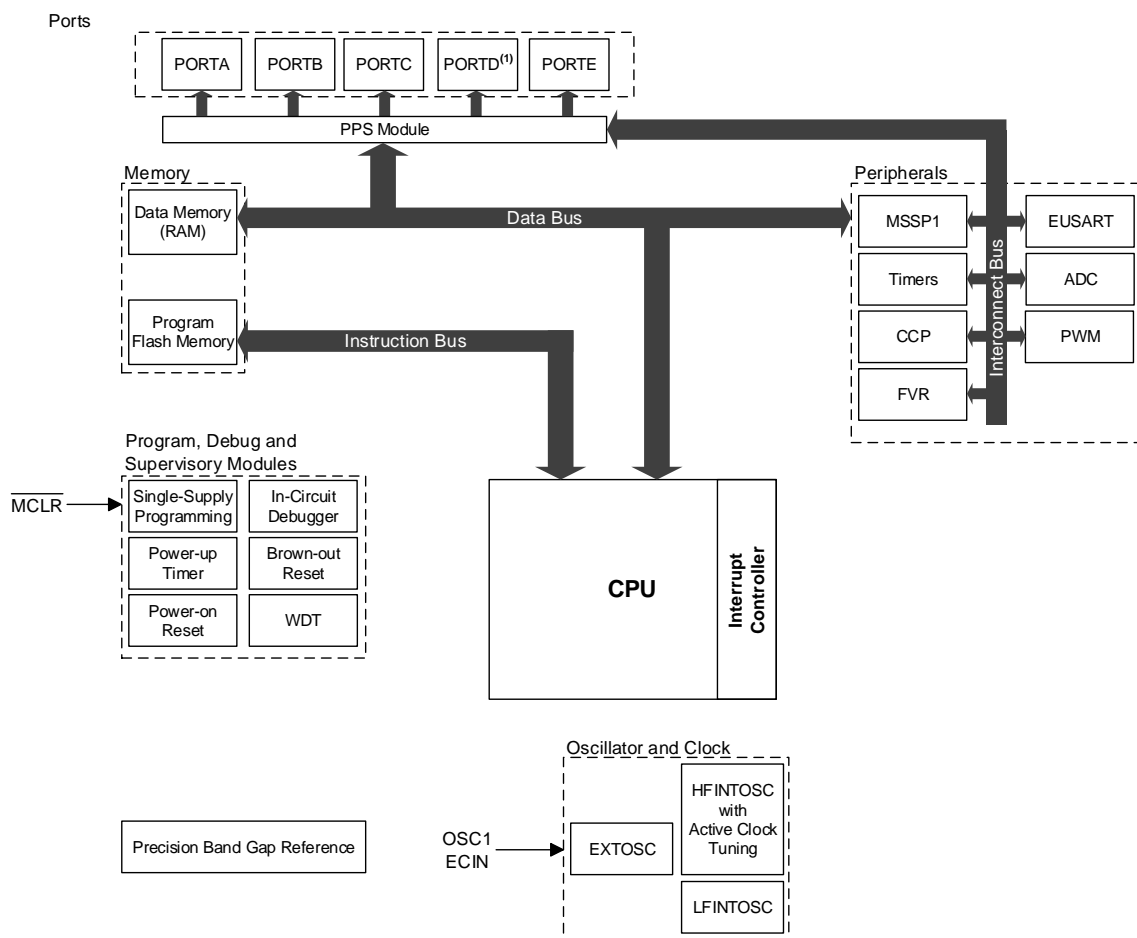 Ports
PORTA
PORTB
PORTC
PORTD(1)
PORTE
PPS Module
Memory
Data Memory
(RAM)
Program
Flash Memory
Data Bus
Instruction Bus
Peripherals
MSSP1
EUSART
Timers
ADC
CCP
PWM
FVR
Interconnect Bus
Program, Debug and
Supervisory Modules
MCLR
Single-Supply
Programming
In-Circuit
Debugger
Power-up
Timer
Brown-out
Reset
Power-on
Reset
WDT
CPU
Interrupt
Controller
Oscillator and Clock
HFINTOSC
with
Active Clock
Tuning
Precision Band Gap Reference
OSC1
ECIN
EXTOSC
LFINTOSC